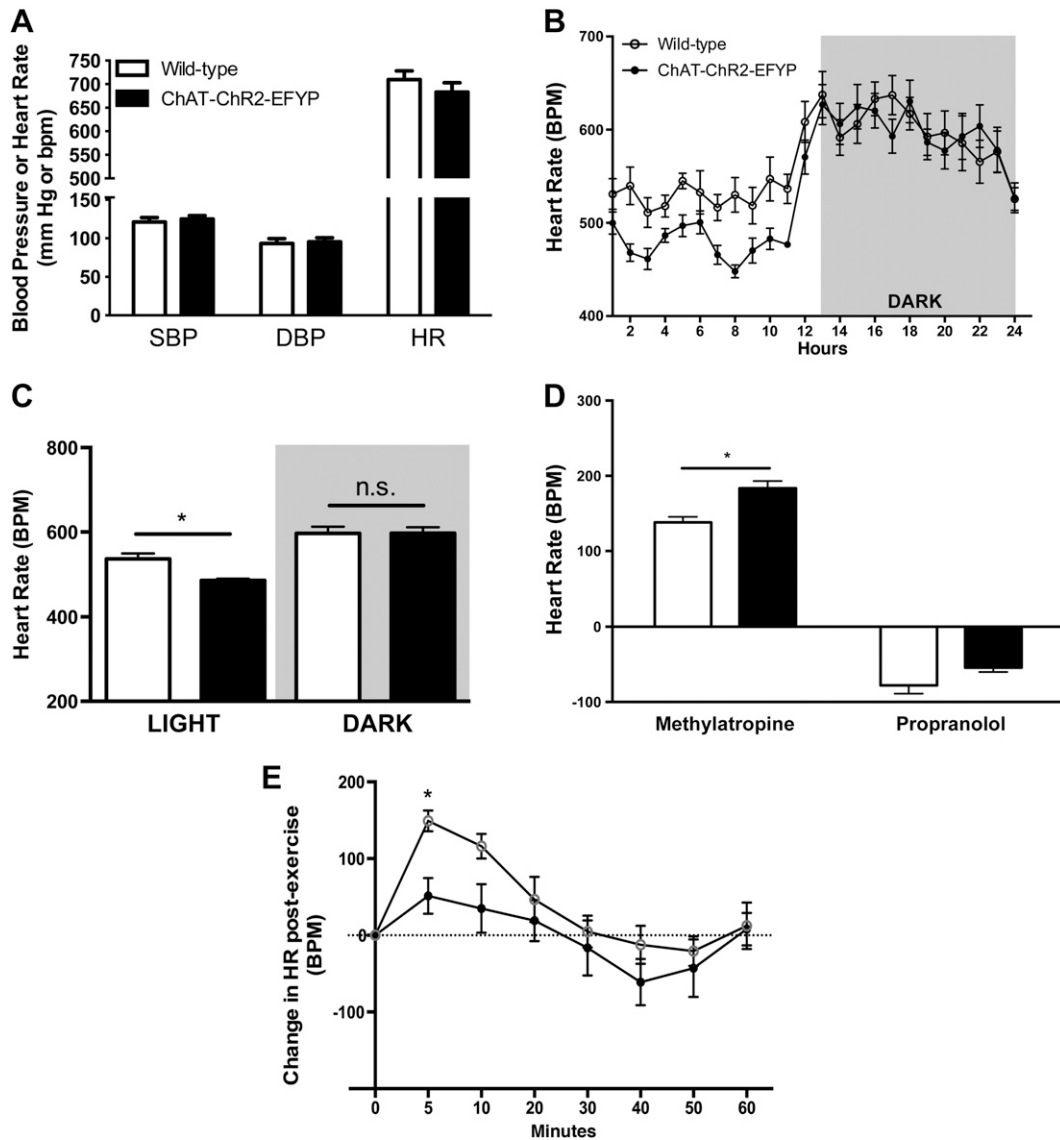 A
Blood Pressure or Heart Rate
(mm Hg or bpm)
Wild-type
ChAT-ChR2-EFYP
750
700
650
600
550
500
150
100
50
0
SBP DBP HR
B
Heart Rate (BPM)
Wild-type
ChAT-ChR2-EFYP
700
600
500
400
DARK
2 4 6 8 10 12 14 16 18 20 22 24
Hours
C
Heart Rate (BPM)
800
600
400
200
*
n.s.
LIGHT DARK
D
Heart Rate (BPM)
300
200
100
0
-100
*
Methylatropine Propranolol
E
Change in HR post-exercise
(BPM)
200
100
0
-100
*
0 5 10 20 30 40 50 60
Minutes